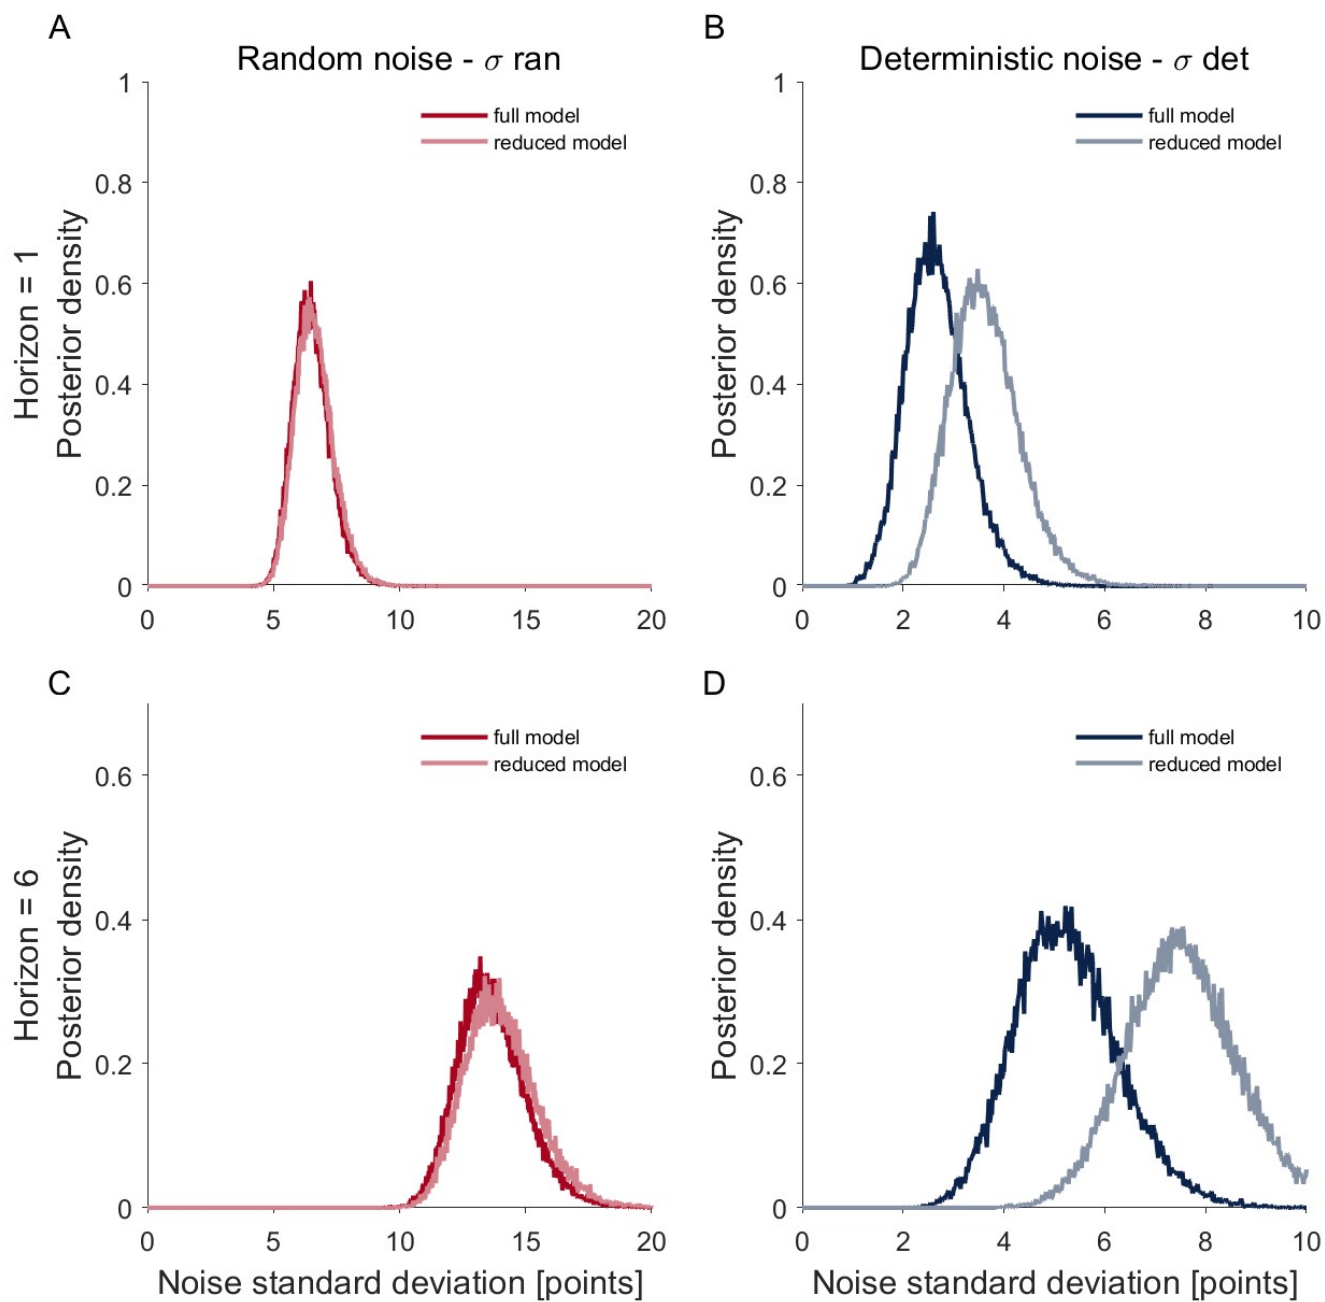 A
Random noise - σ ran
Horizon = 1
Posterior density
1
0.8
0.6
0.4
0.2
0
full model
reduced model
0 5 10 15 20
B
Deterministic noise - σ det
Posterior density
1
0.8
0.6
0.4
0.2
0
full model
reduced model
0 2 4 6 8 10
C
Horizon = 6
Posterior density
0.6
0.4
0.2
0
full model
reduced model
0 5 10 15 20
Noise standard deviation [points]
D
Posterior density
0.6
0.4
0.2
0
full model
reduced model
0 2 4 6 8 10
Noise standard deviation [points]